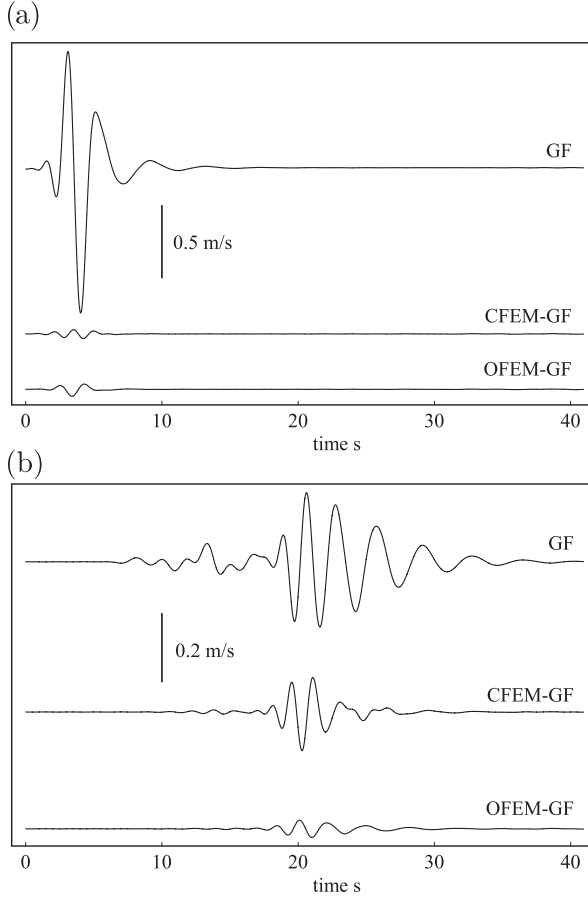 (a)
GF
0.5 m/s
CFEM-GF
OFEM-GF
0 10 20 30 40
time s
(b)
GF
0.2 m/s
CFEM-GF
OFEM-GF
0 10 20 30 40
time s